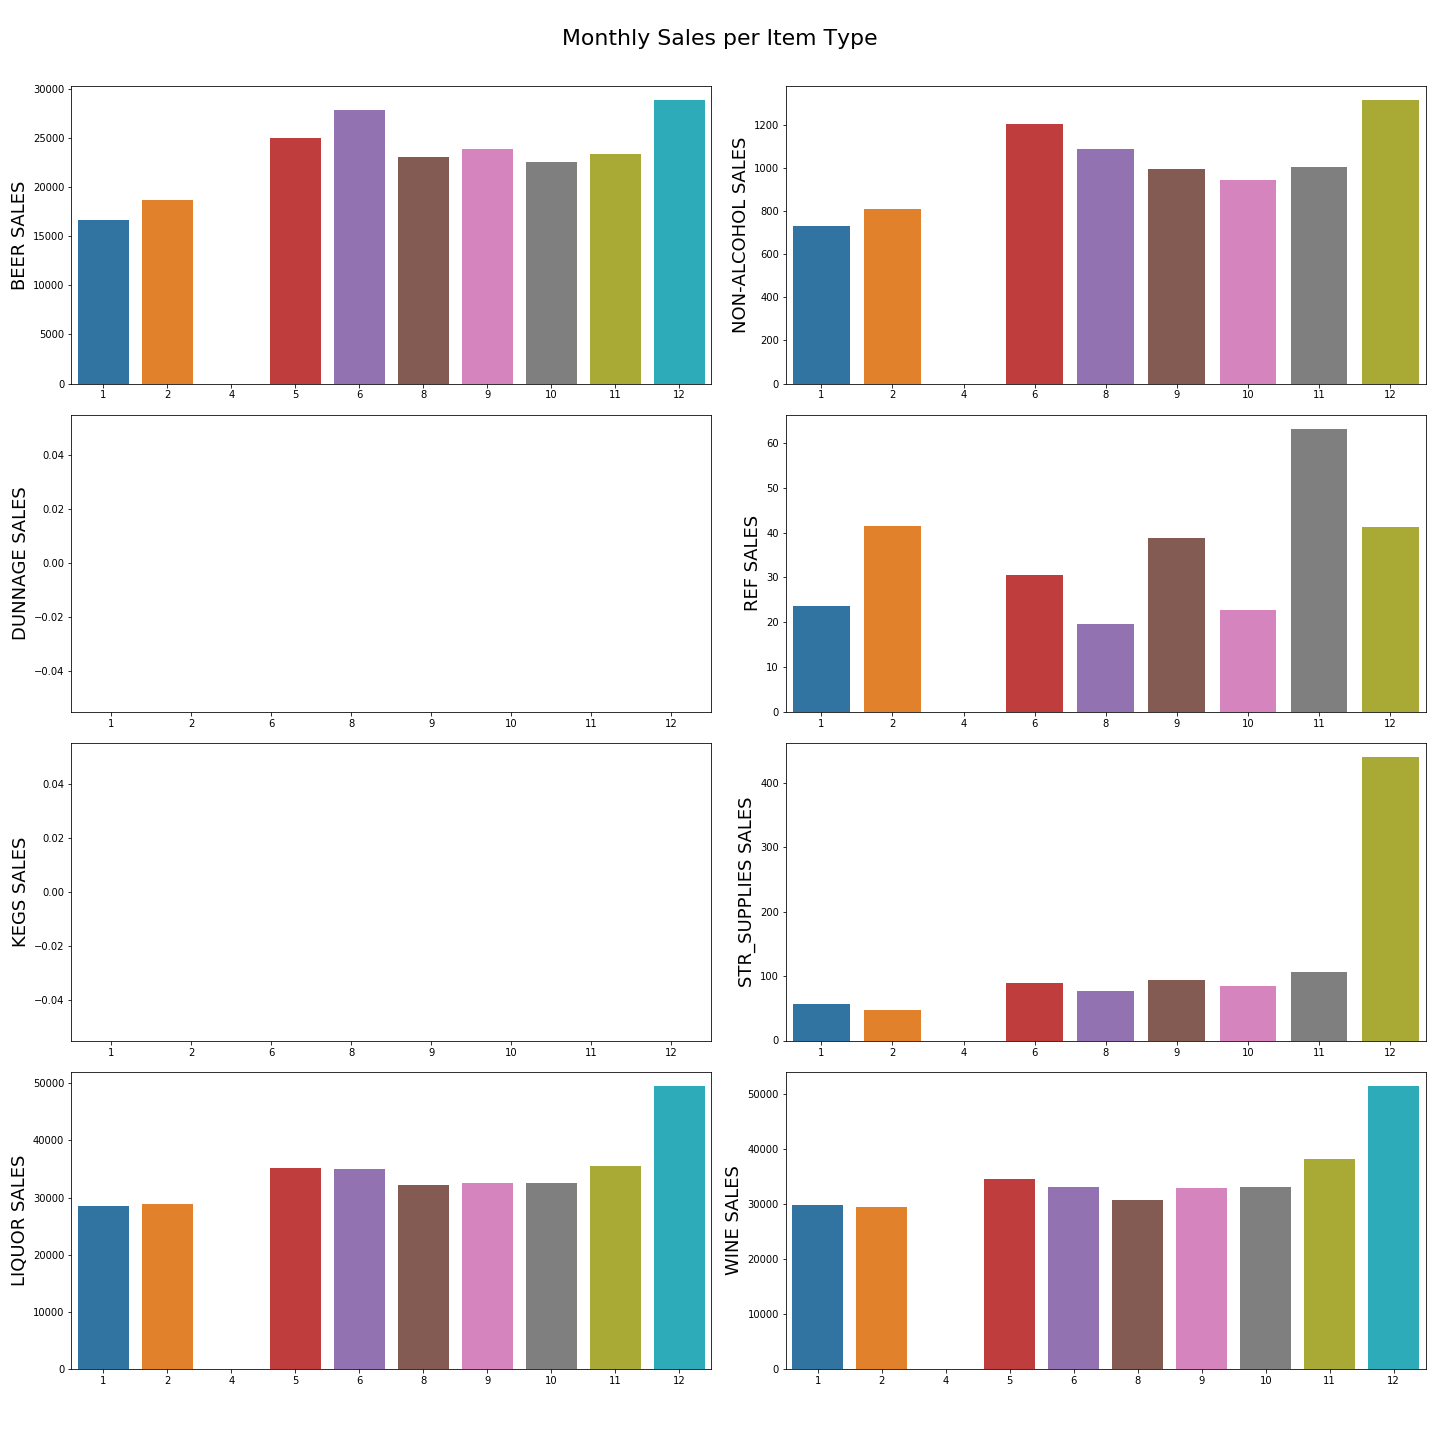 Monthly Sales per Item Type
BEER SALES
30000
25000
20000
15000
10000
5000
0
1 2 4 5 6 8 9 10 11 12
NON-ALCOHOL SALES
1200
1000
800
600
400
200
0
1 2 4 6 8 9 10 11 12
DUNNAGE SALES
0.04
0.02
0.00
−0.02
−0.04
1 2 6 8 9 10 11 12
REF SALES
60
50
40
30
20
10
0
1 2 4 6 8 9 10 11 12
KEGS SALES
0.04
0.02
0.00
−0.02
−0.04
1 2 6 8 9 10 11 12
STR_SUPPLIES SALES
400
300
200
100
0
1 2 4 6 8 9 10 11 12
LIQUOR SALES
50000
40000
30000
20000
10000
0
1 2 4 5 6 8 9 10 11 12
WINE SALES
50000
40000
30000
20000
10000
0
1 2 4 5 6 8 9 10 11 12